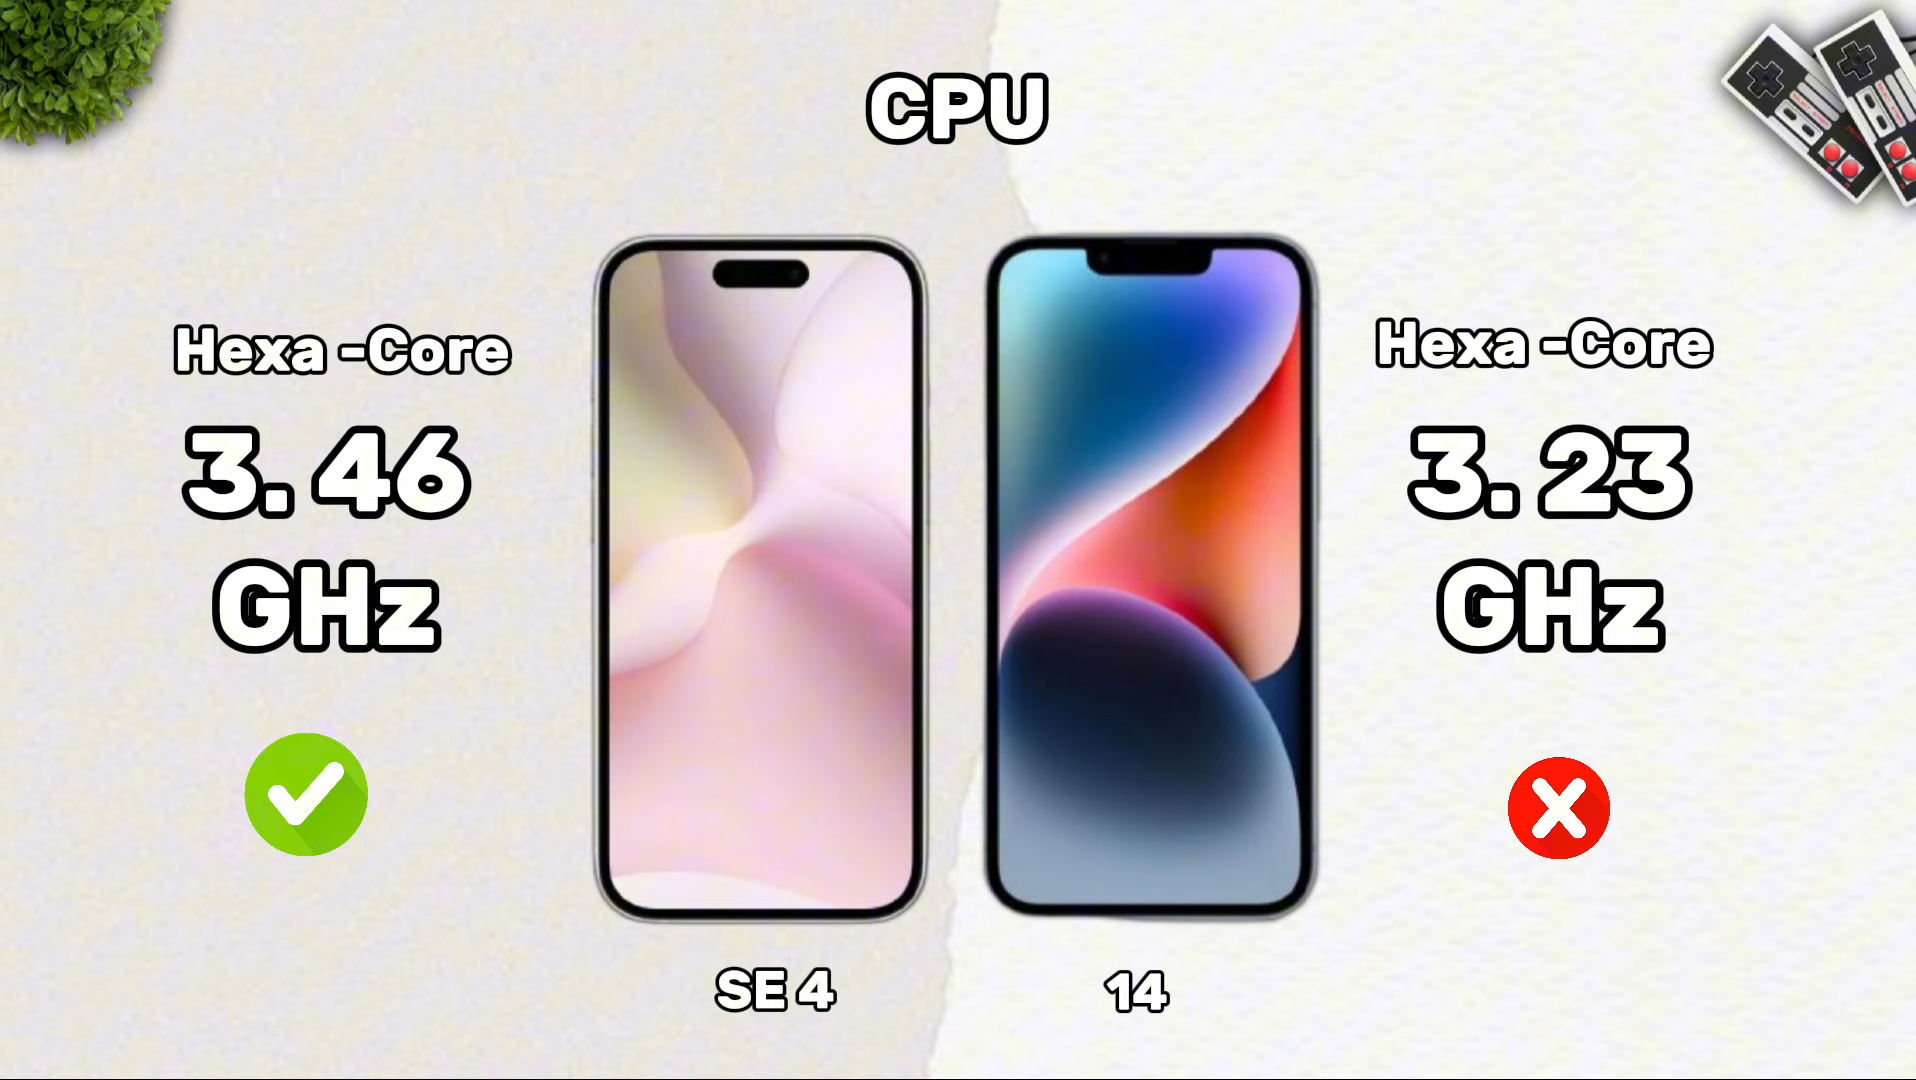 CPU
Hexa -Core
3. 46
GHz
Hexa -Core
3. 23
GHz
SE 4
14